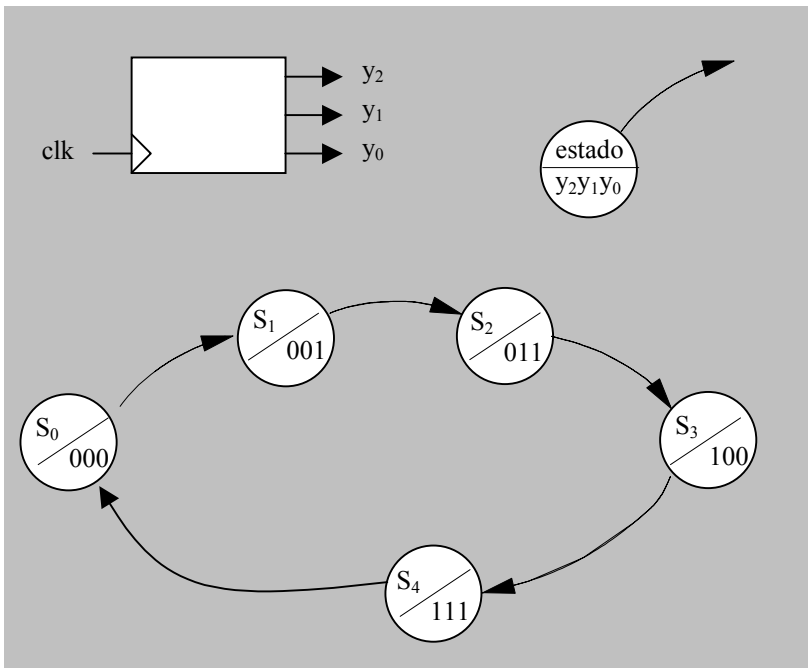 y₂
y₁
clk
y₀
estado
y₂y₁y₀
S₁
001
S₂
011
S₀
000
S₃
100
S₄
111